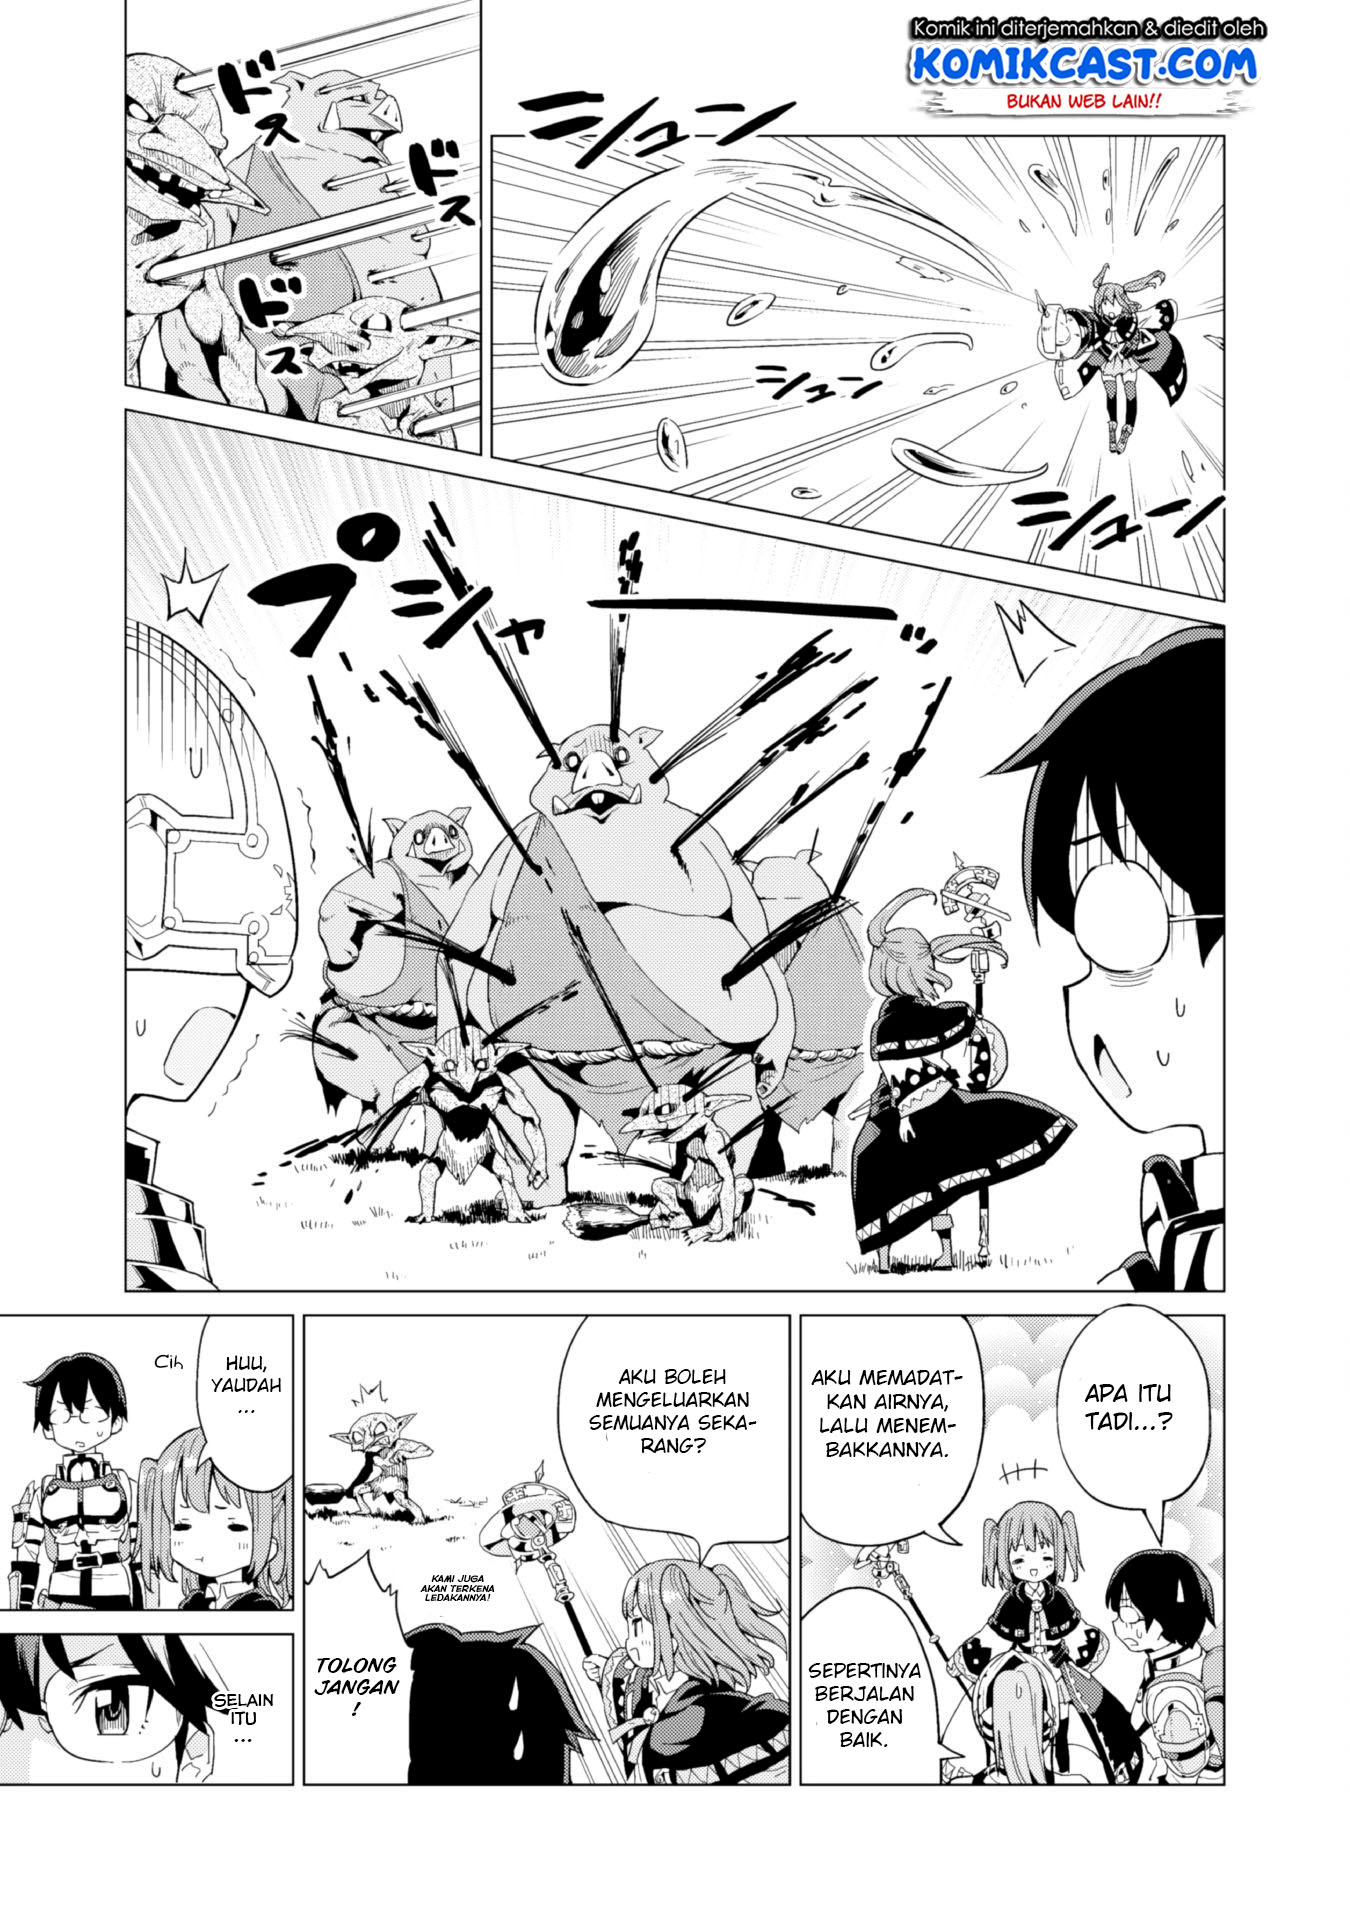 Komik ini diterjemahkan & diedit oleh
KOMIKCAST.COM
BUKAN WEB LAIN!!
シュン
シュン
シューン
ドス
ドス
ドス
プシャーッ
APA ITU
TADI...?
AKU MEMADAT-
KAN AIRNYA,
LALU MENEM-
BAKKANNYA.
SEPERTINYA
BERJALAN
DENGAN
BAIK.
AKU BOLEH
MENGELUARKAN
SEMUANYA SEKA-
RANG?
KAMI JUGA
AKAN TERKENA
LEDAKANNYA!
TOLONG
JANGAN
!
HUU,
YAUDAH
...
Cih
SELAIN
ITU
...